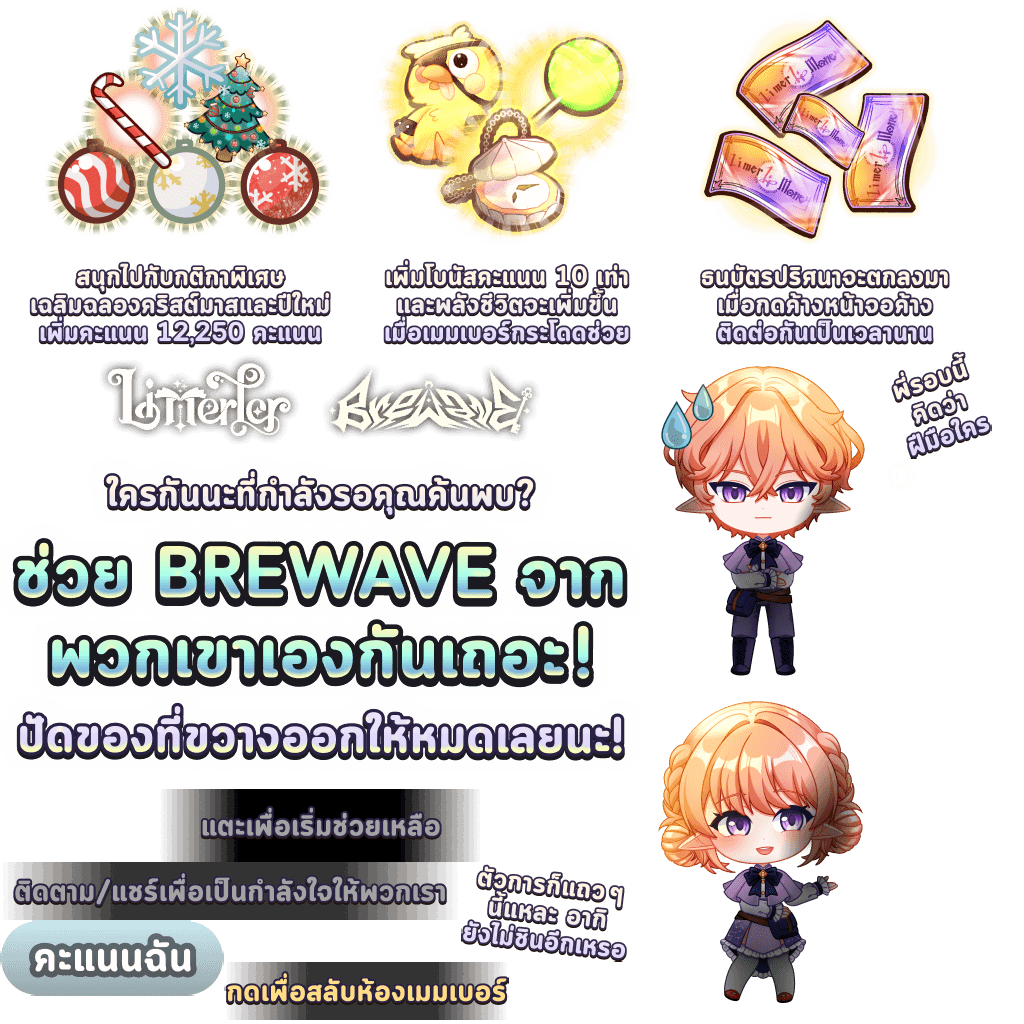 limer Lip Money
limer Lip Money
limer Lip Money
limer Lip Money
สนุกไปกับกติกาพิเศษ
เฉลิมฉลองคริสต์มาสและปีใหม่
เพิ่มคะแนน 12,250 คะแนน
เพิ่มโบนัสคะแนน 10 เท่า
และพลังชีวิตจะเพิ่มขึ้น
เมื่อเมมเบอร์กระโดดช่วย
ธนบัตรปริศนาจะตกลงมา
เมื่อกดค้างหน้าจอค้าง
ติดต่อกันเป็นเวลานาน
BREWAVE
พี่รอบนี้
คิดว่า
ฝีมือใคร
ใครกันนะที่กำลังรอคุณค้นพบ?
ช่วย BREWAVE จาก
พวกเขาเองกันเถอะ!
ปัดของที่ขวางออกให้หมดเลยนะ!
แตะเพื่อเริ่มช่วยเหลือ
ติดตาม/แชร์เพื่อเป็นกำลังใจให้พวกเรา
ตัวการก็แถว ๆ
นี้แหละ อากิ
ยังไม่ชินอีกเหรอ
คะแนนฉัน
กดเพื่อสลับห้องเมมเบอร์